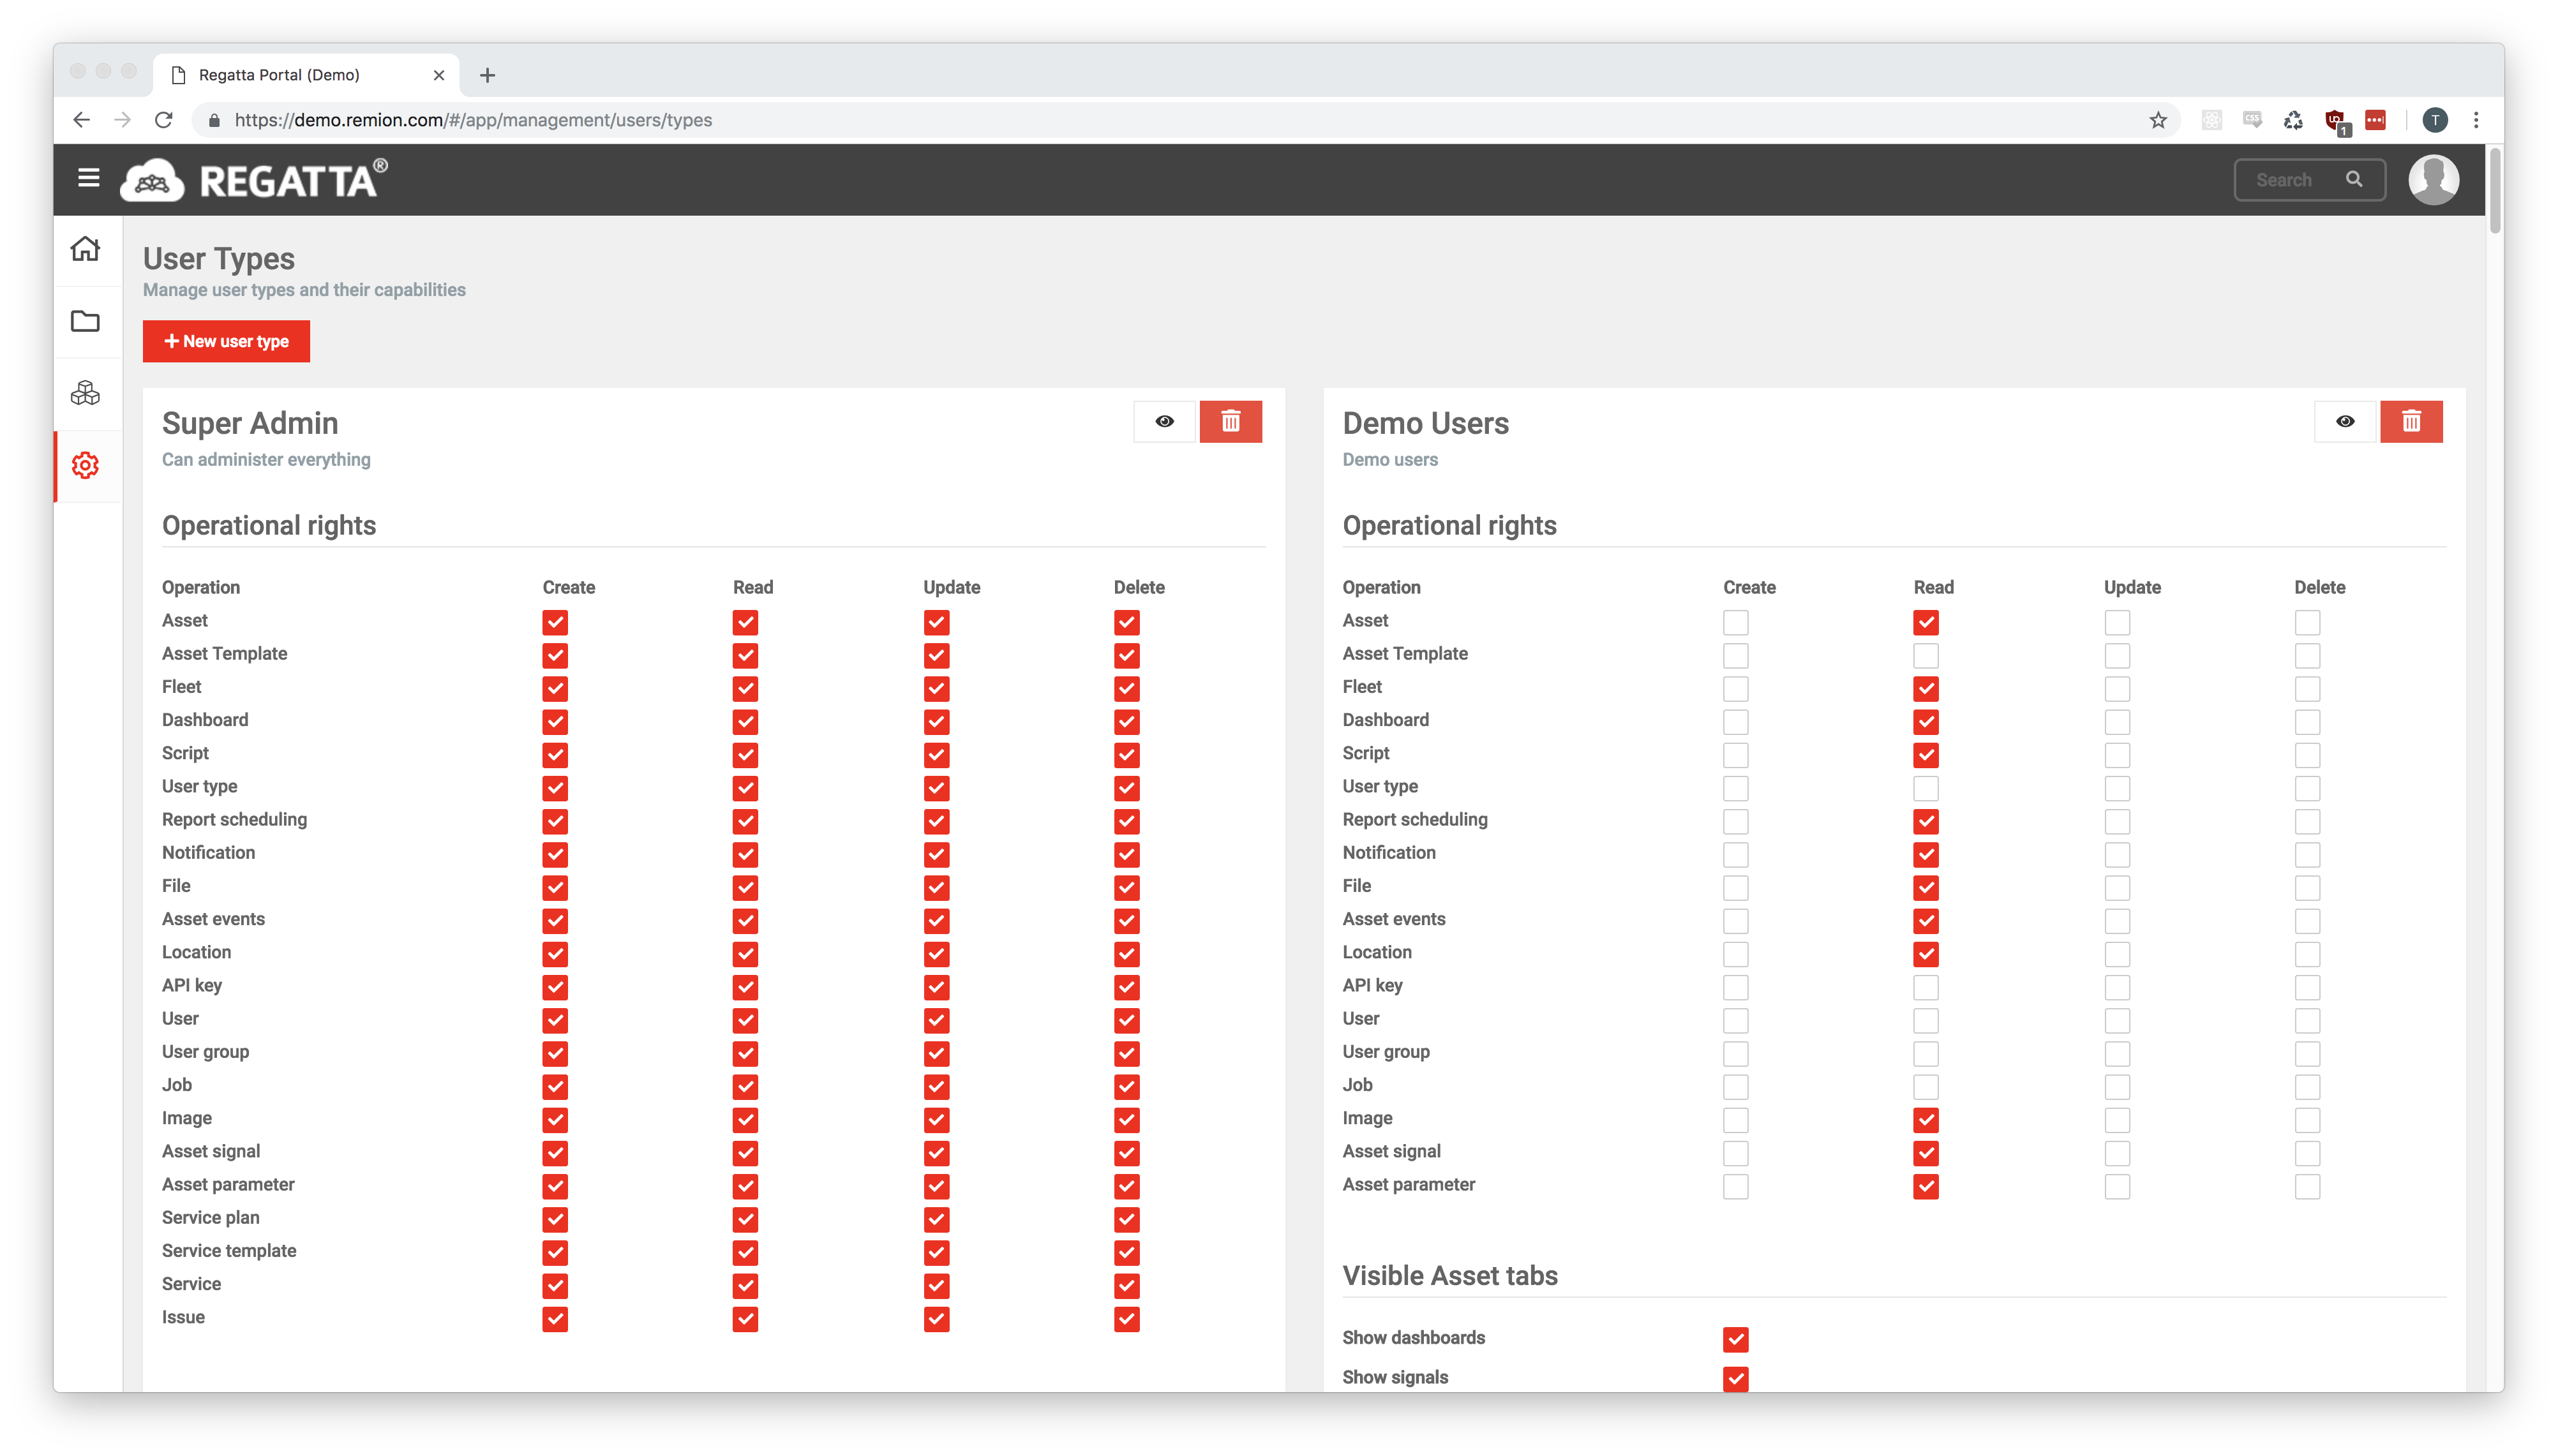 Regatta Portal (Demo)
https://demo.remion.com/#/app/management/users/types
CSS
1
T
REGATTA®
Search
User Types
Manage user types and their capabilities
New user type
Super Admin
Can administer everything
Operational rights
Operation Create Read Update Delete
Asset
Asset Template
Fleet
Dashboard
Script
User type
Report scheduling
Notification
File
Asset events
Location
API key
User
User group
Job
Image
Asset signal
Asset parameter
Service plan
Service template
Service
Issue
Demo Users
Demo users
Operational rights
Operation Create Read Update Delete
Asset
Asset Template
Fleet
Dashboard
Script
User type
Report scheduling
Notification
File
Asset events
Location
API key
User
User group
Job
Image
Asset signal
Asset parameter
Visible Asset tabs
Show dashboards
Show signals